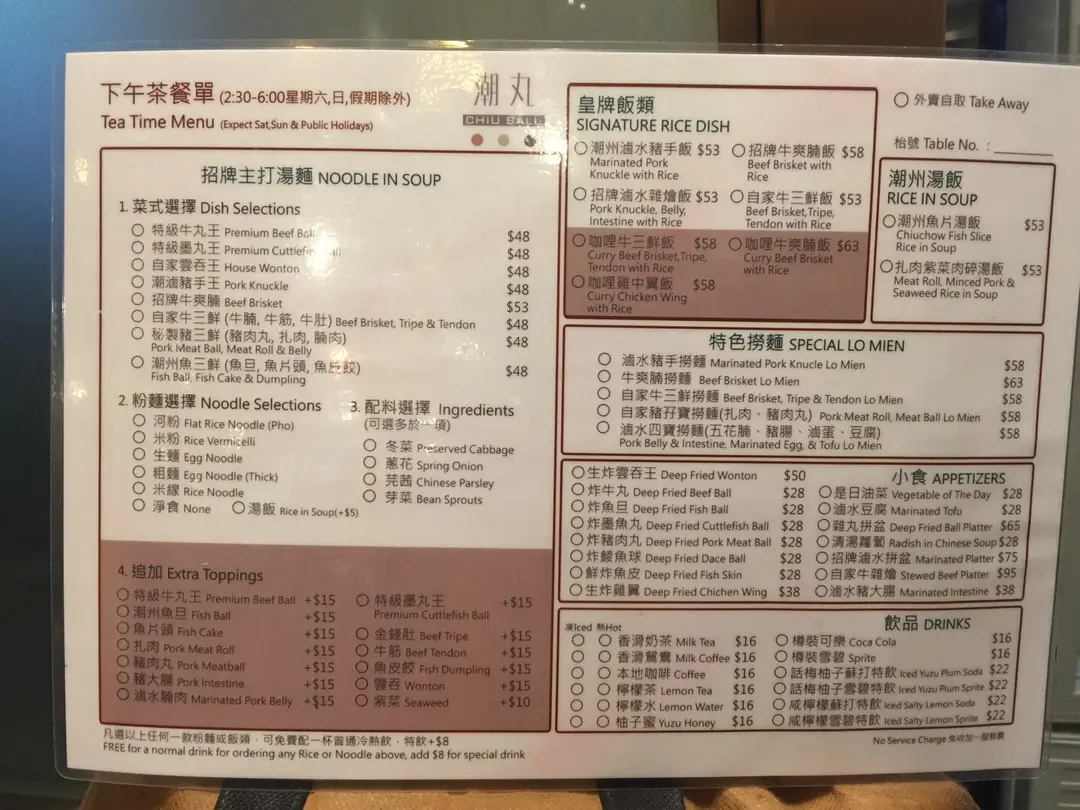 下午茶餐單 (2:30-6:00星期六,日,假期除外)
Tea Time Menu (Expect Sat,Sun & Public Holidays)
潮丸
CHIU BALL
招牌主打湯麵 NOODLE IN SOUP
1. 菜式選擇 Dish Selections
特級牛丸王 Premium Beef Ball $48
特級墨丸王 Premium Cuttlefish Ball $48
自家雲吞王 House Wonton $48
潮滷豬手王 Pork Knuckle $48
招牌牛爽腩 Beef Brisket $53
自家牛三鮮 (牛腩, 牛筋, 牛肚) Beef Brisket, Tripe & Tendon $48
秘製豬三鮮 (豬肉丸, 扎肉, 腩肉) $48
Pork Meat Ball, Meat Roll & Belly
潮州魚三鮮 (魚旦, 魚片頭, 魚皮餃) $48
Fish Ball, Fish Cake & Dumpling
2. 粉麵選擇 Noodle Selections
河粉 Flat Rice Noodle (Pho)
米粉 Rice Vermicelli
生麵 Egg Noodle
粗麵 Egg Noodle (Thick)
米線 Rice Noodle
淨食 None 湯飯 Rice in Soup(+$5)
3. 配料選擇 Ingredients
(可選多於一項)
冬菜 Preserved Cabbage
蔥花 Spring Onion
芫茜 Chinese Parsley
芽菜 Bean Sprouts
4. 追加 Extra Toppings
特級牛丸王 Premium Beef Ball +$15
潮州魚旦 Fish Ball +$15
魚片頭 Fish Cake +$15
扎肉 Pork Meat Roll +$15
豬肉丸 Pork Meatball +$15
豬大腸 Pork Intestine +$15
滷水腩肉 Marinated Pork Belly +$15
特級墨丸王 +$15
Premium Cuttlefish Ball
金錢肚 Beef Tripe +$15
牛筋 Beef Tendon +$15
魚皮餃 Fish Dumpling +$15
雲吞 Wonton +$15
紫菜 Seaweed +$10
凡選以上任何一款粉麵或飯類，可免費配一杯普通冷熱飲，特飲+$8
FREE for a normal drink for ordering any Rice or Noodle above, add $8 for special drink
皇牌飯類
SIGNATURE RICE DISH
潮州滷水豬手飯 $53
Marinated Pork
Knuckle with Rice
招牌牛爽腩飯 $58
Beef Brisket with
Rice
招牌滷水雜燴飯 $53
Pork Knuckle, Belly,
Intestine with Rice
自家牛三鮮飯 $53
Beef Brisket,Tripe,
Tendon with Rice
咖哩牛三鮮飯 $58
Curry Beef Brisket,Tripe,
Tendon with Rice
咖哩牛爽腩飯 $63
Curry Beef Brisket
with Rice
咖哩雞中翼飯 $58
Curry Chicken Wing
with Rice
外賣自取 Take Away
枱號 Table No. :
潮州湯飯
RICE IN SOUP
潮州魚片湯飯 $53
Chiuchow Fish Slice
Rice in Soup
扎肉紫菜肉碎湯飯 $53
Meat Roll, Minced Pork &
Seaweed Rice in Soup
特色撈麵 SPECIAL LO MIEN
滷水豬手撈麵 Marinated Pork Knucle Lo Mien $58
牛爽腩撈麵 Beef Brisket Lo Mien $63
自家牛三鮮撈麵 Beef Brisket, Tripe & Tendon Lo Mien $58
自家豬孖寶撈麵(扎肉、豬肉丸) Pork Meat Roll, Meat Ball Lo Mien $58
滷水四寶撈麵(五花腩、豬腸、滷蛋、豆腐) $58
Pork Belly & Intestine, Marinated Egg, & Tofu Lo Mien
小食 APPETIZERS
生炸雲吞王 Deep Fried Wonton $50
炸牛丸 Deep Fried Beef Ball $28
炸魚旦 Deep Fried Fish Ball $28
炸墨魚丸 Deep Fried Cuttlefish Ball $28
炸豬肉丸 Deep Fried Pork Meat Ball $28
炸鯪魚球 Deep Fried Dace Ball $28
鮮炸魚皮 Deep Fried Fish Skin $28
生炸雞翼 Deep Fried Chichen Wing $38
是日油菜 Vegetable of The Day $28
滷水豆腐 Marinated Tofu $28
雜丸拼盆 Deep Fried Ball Platter $65
清湯蘿蔔 Radish in Chinese Soup $28
招牌滷水拼盆 Marinated Platter $75
自家牛雜燴 Stewed Beef Platter $95
滷水豬大腸 Marinated Intestine $38
飲品 DRINKS
凍Iced 熱Hot
香滑奶茶 Milk Tea $16
香滑鴛鴦 Milk Coffee $16
本地咖啡 Coffee $16
檸檬茶 Lemon Tea $16
檸檬水 Lemon Water $16
柚子蜜 Yuzu Honey $16
樽裝可樂 Coca Cola $16
樽裝雪碧 Sprite $16
話梅柚子蘇打特飲 Iced Yuzu Plum Soda $22
話梅柚子雪碧特飲 Iced Yuzu Plum Sprite $22
咸檸檬蘇打特飲 Iced Salty Lemon Soda $22
咸檸檬雪碧特飲 Iced Salty Lemon Sprite $22
No Service Charge 免收加一服務費